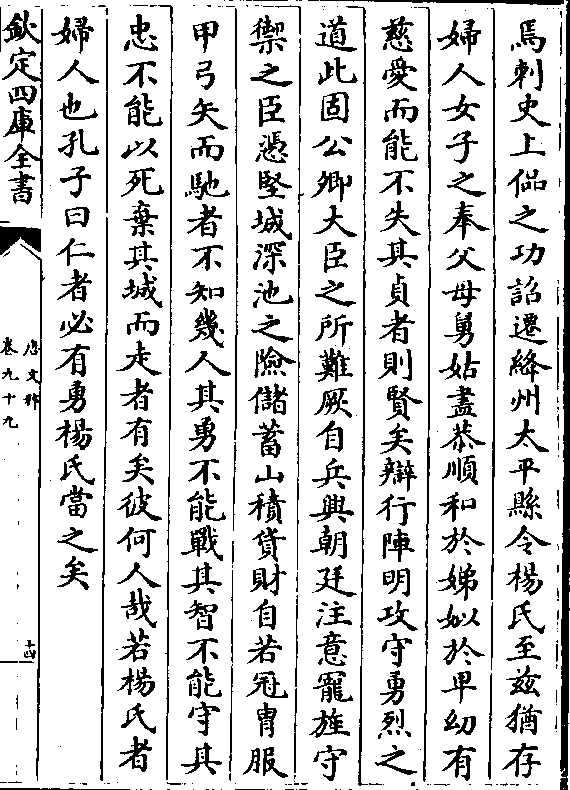 焉刺史上偘之功詔遷絳州太平縣令楊氏至兹猶存
婦人女子之奉父母舅姑盡恭順和於娣姒於卑幼有
慈愛而能不失其貞者則賢矣辯行陣明攻守勇烈之
道此固公卿大臣之所難厥自兵興朝廷注意寵旌守
禦之臣憑堅城深池之險儲蓄山積貨財自若冠胄服
甲弓矢而馳者不知幾人其勇不能戰其智不能守其
忠不能以死棄其城而走者有矣彼何人哉若楊氏者
婦人也孔子曰仁者必有勇楊氏當之矣
欽定四庫全書
唐文粹
卷九十九
十四